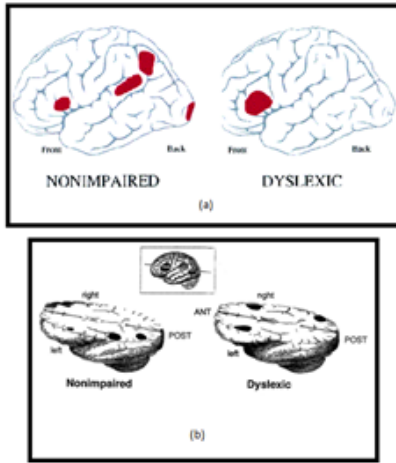 Front Back Front Back
NONIMPAIRED DYSLEXIC
(a)
right right
ANT
POST POST
left left
Nonimpaired Dyslexic
(b)